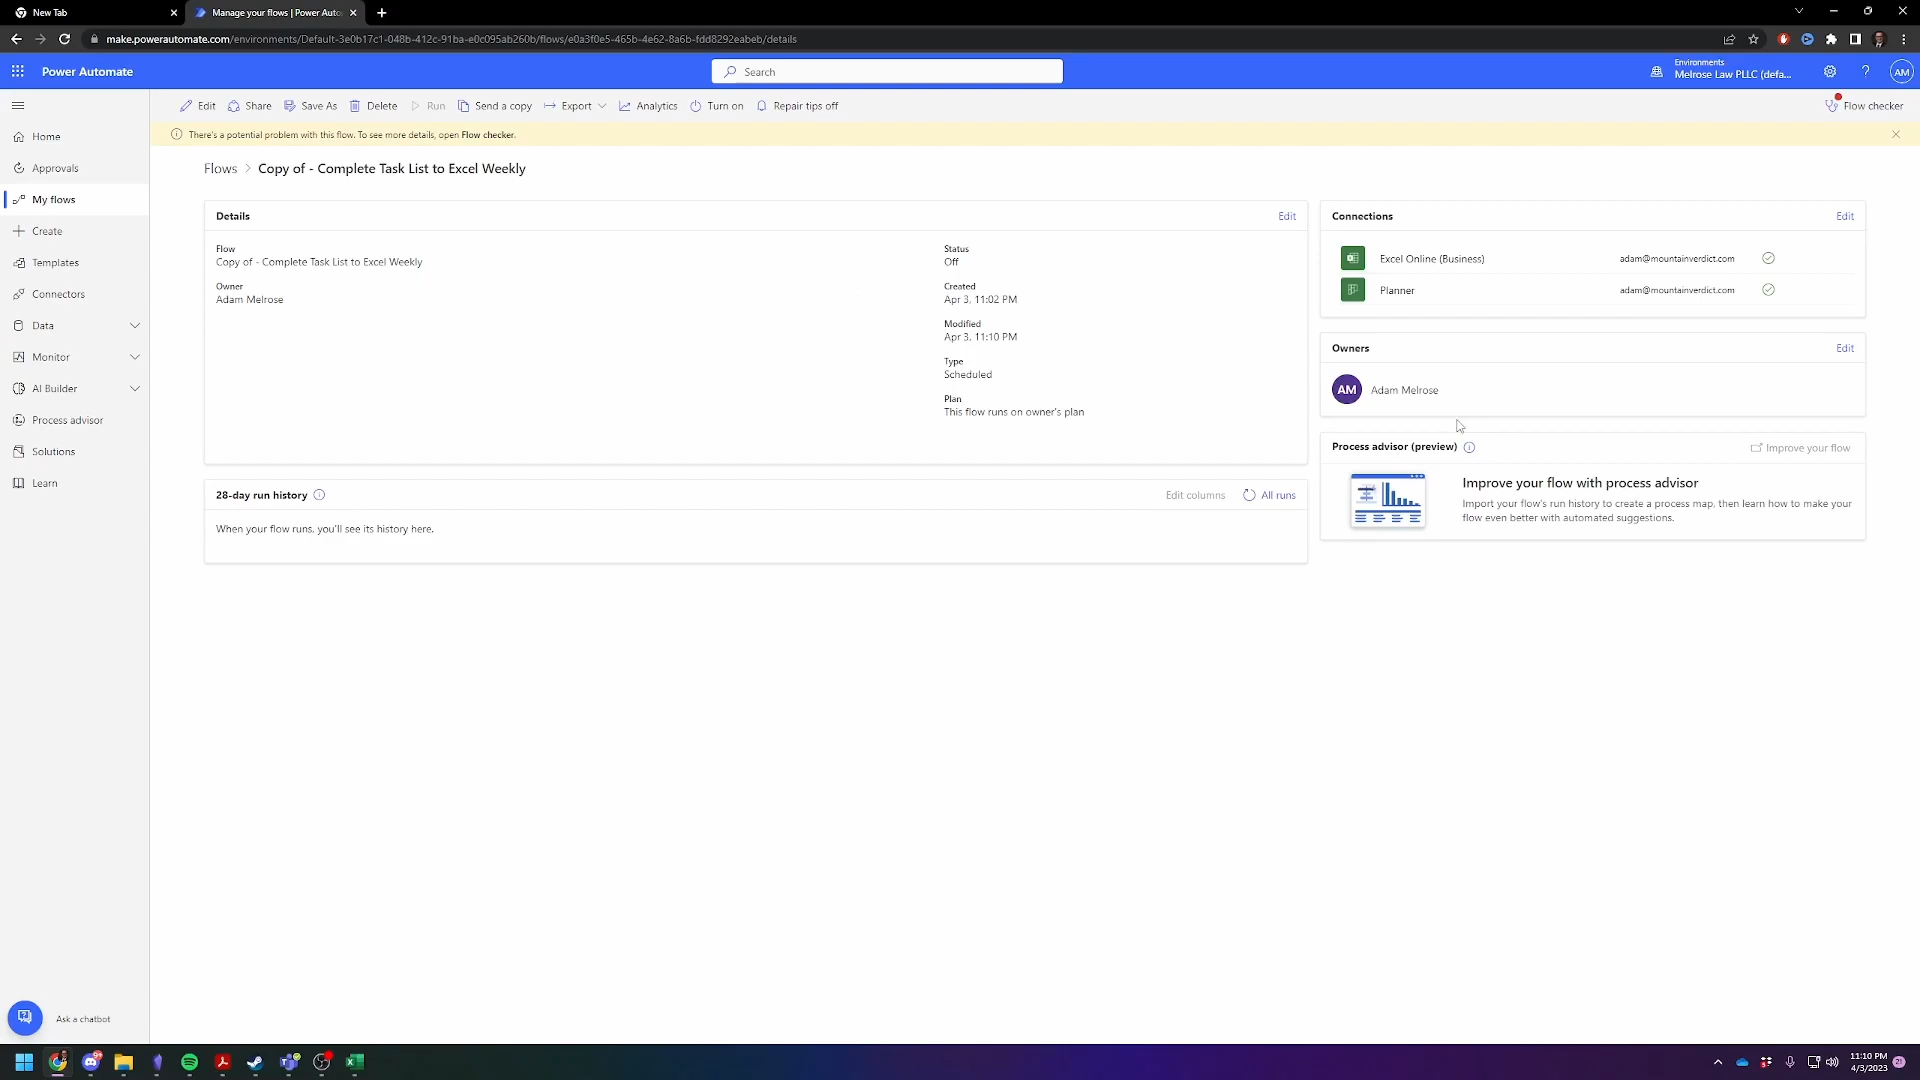 New Tab
Manage your flows | Power Auto
make.powerautomate.com/environments/Default-3e0b17c1-048b-412c-91ba-e0c095ab260b/flows/e0a3f0e5-465b-4e62-8a6b-fdd8292eabeb/details
Power Automate
Search
Environments
Melrose Law PLLC (defa...
AM
Edit
Share
Save As
Delete
Run
Send a copy
Export
Analytics
Turn on
Repair tips off
Flow checker
There's a potential problem with this flow. To see more details, open Flow checker.
Home
Approvals
My flows
Create
Templates
Connectors
Data
Monitor
AI Builder
Process advisor
Solutions
Learn
Ask a chatbot
Flows > Copy of - Complete Task List to Excel Weekly
Details
Edit
Flow
Copy of - Complete Task List to Excel Weekly
Owner
Adam Melrose
Status
Off
Created
Apr 3, 11:02 PM
Modified
Apr 3, 11:10 PM
Type
Scheduled
Plan
This flow runs on owner's plan
28-day run history
Edit columns
All runs
When your flow runs, you'll see its history here.
Connections
Edit
Excel Online (Business)
adam@mountainverdict.com
Planner
adam@mountainverdict.com
Owners
Edit
AM
Adam Melrose
Process advisor (preview)
Improve your flow
Improve your flow with process advisor
Import your flow's run history to create a process map, then learn how to make your
flow even better with automated suggestions.
11:10 PM
4/3/2023
21